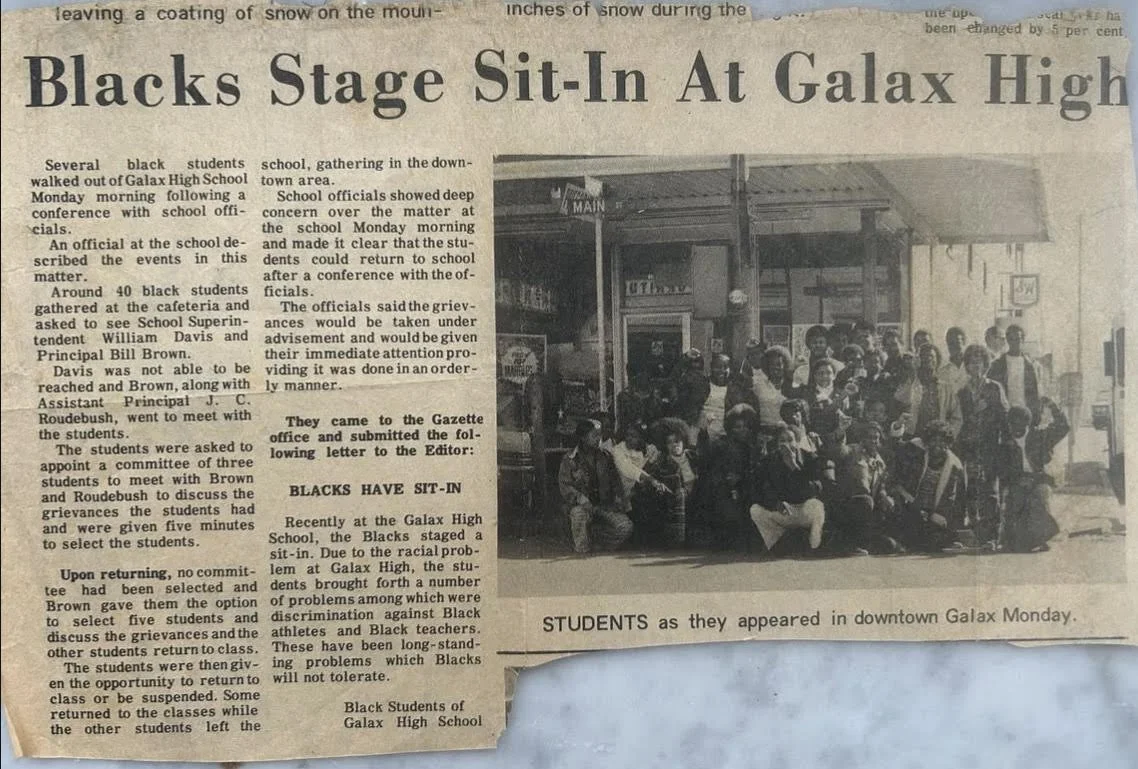 leaving a coating of snow on the moun-
inches of snow during the
been changed by 5 per cent
Blacks Stage Sit-In At Galax High
Several black students
walked out of Galax High School
Monday morning following a
conference with school offi-
cials.
An official at the school de-
scribed the events in this
matter.
Around 40 black students
gathered at the cafeteria and
asked to see School Superin-
tendent William Davis and
Principal Bill Brown.
Davis was not able to be
reached and Brown, along with
Assistant Principal J. C.
Roudebush, went to meet with
the students.
The students were asked to
appoint a committee of three
students to meet with Brown
and Roudebush to discuss the
grievances the students had
and were given five minutes
to select the students.
Upon returning, no commit-
tee had been selected and
Brown gave them the option
to select five students and
discuss the grievances and the
other students return to class.
The students were then giv-
en the opportunity to return to
class or be suspended. Some
returned to the classes while
the other students left the
school, gathering in the down-
town area.
School officials showed deep
concern over the matter at
the school Monday morning
and made it clear that the stu-
dents could return to school
after a conference with the of-
ficials.
The officials said the griev-
ances would be taken under
advisement and would be given
their immediate attention pro-
viding it was done in an order-
ly manner.
They came to the Gazette
office and submitted the fol-
lowing letter to the Editor:
BLACKS HAVE SIT-IN
Recently at the Galax High
School, the Blacks staged a
sit-in. Due to the racial prob-
lem at Galax High, the stu-
dents brought forth a number
of problems among which were
discrimination against Black
athletes and Black teachers.
These have been long-stand-
ing problems which Blacks
will not tolerate.
Black Students of
Galax High School
MAIN ST
S&H
STUDENTS as they appeared in downtown Galax Monday.